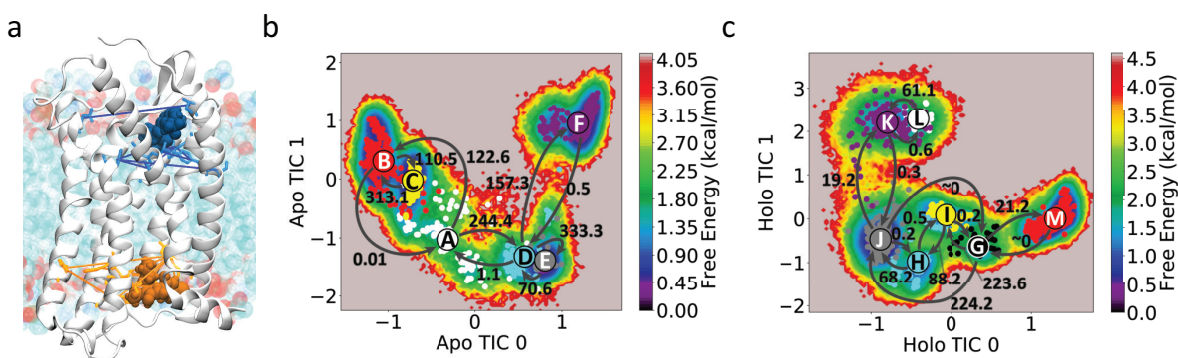 a
b
c
2
1
0
−1
−2
Apo TIC 1
−1
0
1
Apo TIC 0
B
C
A
D
E
F
110.5
122.6
313.1
157.3
0.5
244.4
333.3
0.01
1.1
70.6
4.05
3.60
3.15
2.70
2.25
1.80
1.35
0.90
0.45
0.00
Free Energy (kcal/mol)
3
2
1
0
−1
−2
Holo TIC 1
−1
0
1
Holo TIC 0
K
L
I
M
J
G
H
61.1
0.6
0.3
19.2
~0
0.5
0.2
21.2
0.2
~0
68.2
88.2
223.6
224.2
4.5
4.0
3.5
3.0
2.5
2.0
1.5
1.0
0.5
0.0
Free Energy (kcal/mol)